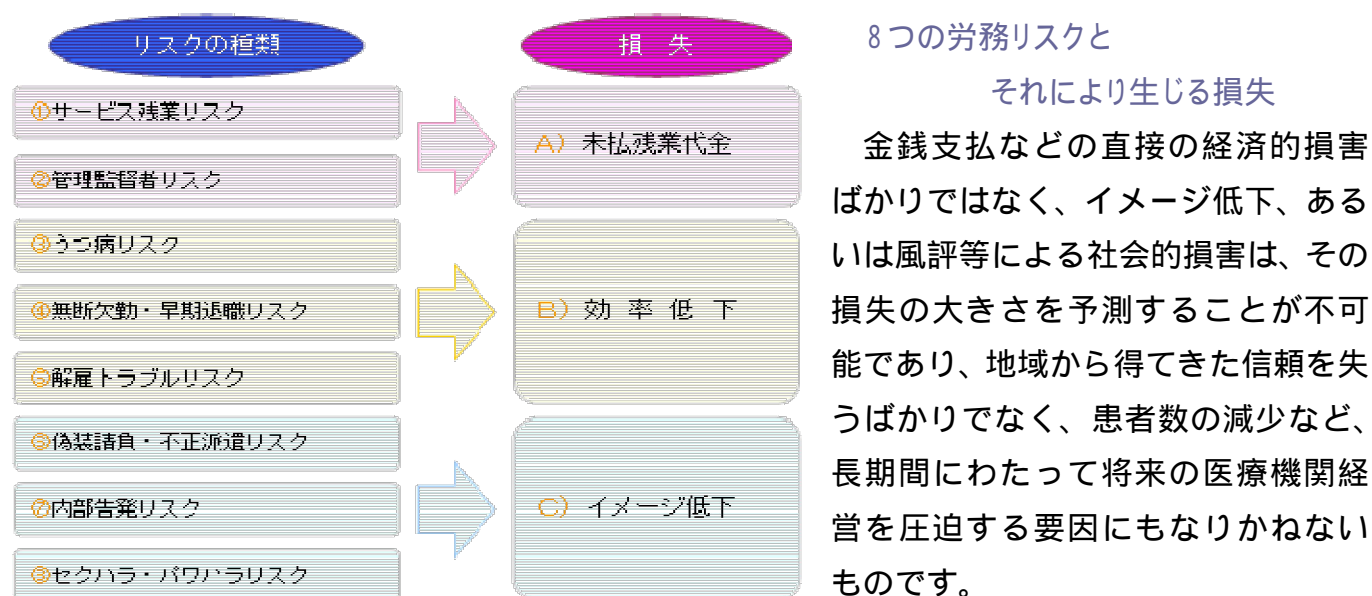 リスクの種類
①サービス残業リスク
②管理監督者リスク
③うつ病リスク
④無断欠勤・早期退職リスク
⑤解雇トラブルリスク
⑥偽装請負・不正派遣リスク
⑦内部告発リスク
⑧セクハラ・パワハラリスク
損 失
A) 未払残業代金
B) 効 率 低 下
C) イメージ低下
8つの労務リスクと
それにより生じる損失
金銭支払などの直接の経済的損害
ばかりではなく、イメージ低下、ある
いは風評等による社会的損害は、その
損失の大きさを予測することが不可
能であり、地域から得てきた信頼を失
うばかりでなく、患者数の減少など、
長期間にわたって将来の医療機関経
営を圧迫する要因にもなりかねない
ものです。